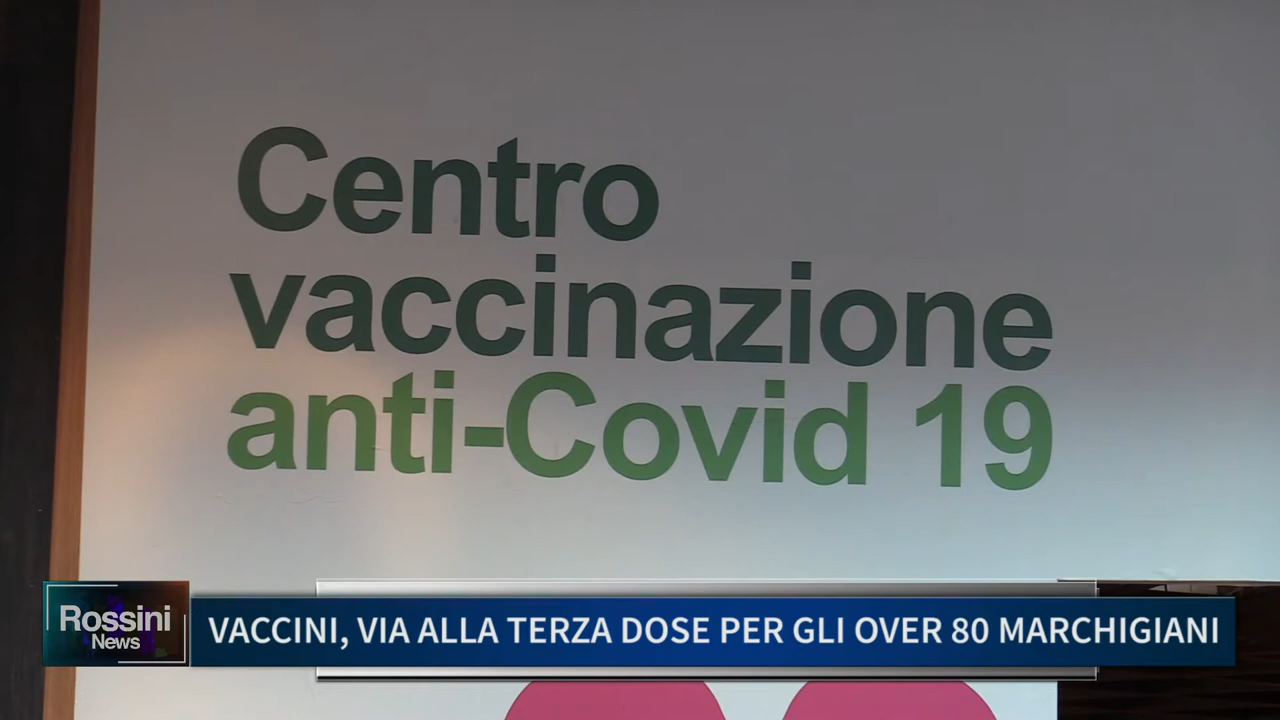 Centro
vaccinazione
anti-Covid 19
Rossini
News
VACCINI, VIA ALLA TERZA DOSE PER GLI OVER 80 MARCHIGIANI